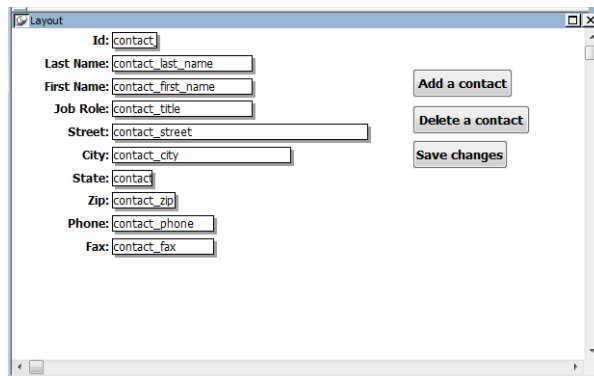 Layout
Id: contact_
Last Name: contact_last_name
First Name: contact_first_name
Add a contact
Job Role: contact_title
Delete a contact
Street: contact_street
City: contact_city
Save changes
State: contact
Zip: contact_zip
Phone: contact_phone
Fax: contact_fax